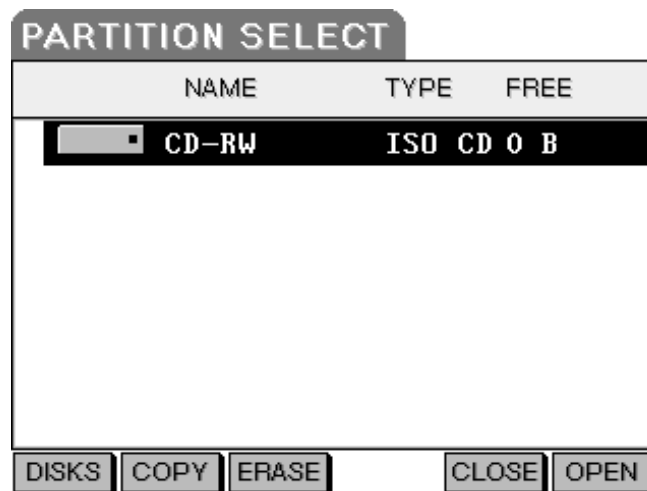 PARTITION SELECT
NAME TYPE FREE
CD-RW ISO CD 0 B
DISKS COPY ERASE CLOSE OPEN